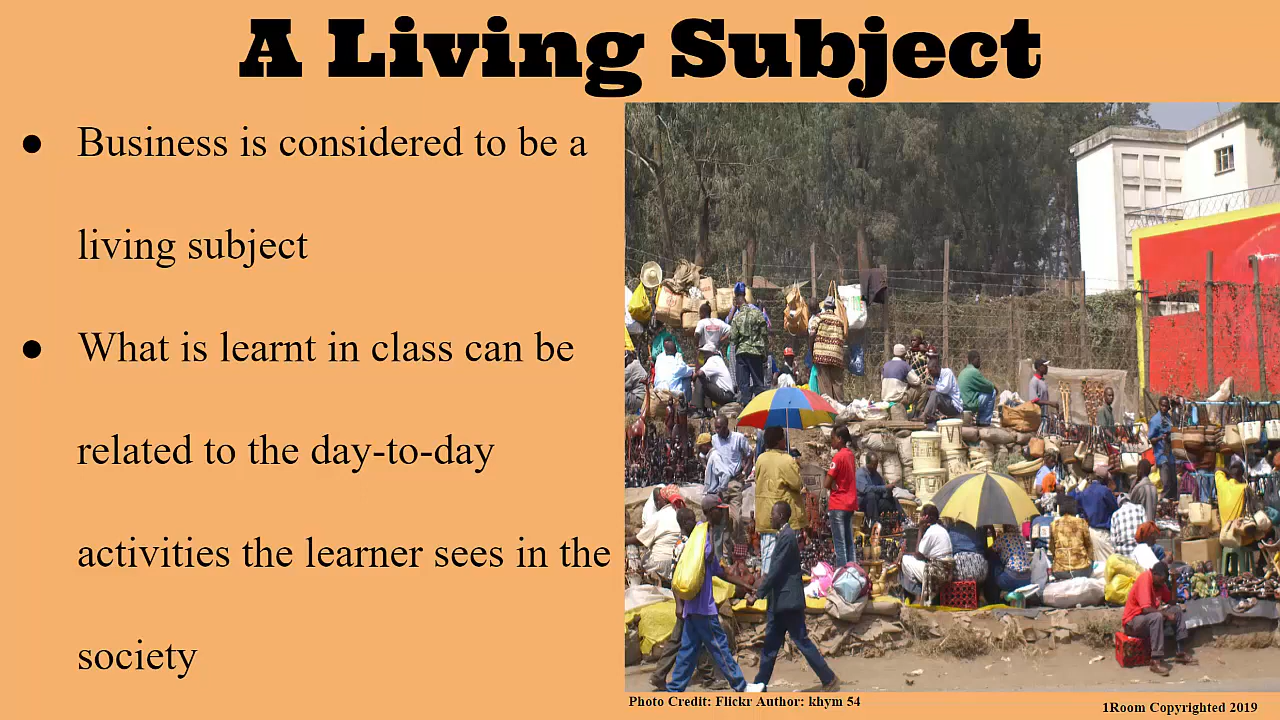 A Living Subject
● Business is considered to be a
living subject
● What is learnt in class can be
related to the day-to-day
activities the learner sees in the
society
Photo Credit: Flickr Author: khym 54
1Room Copyrighted 2019